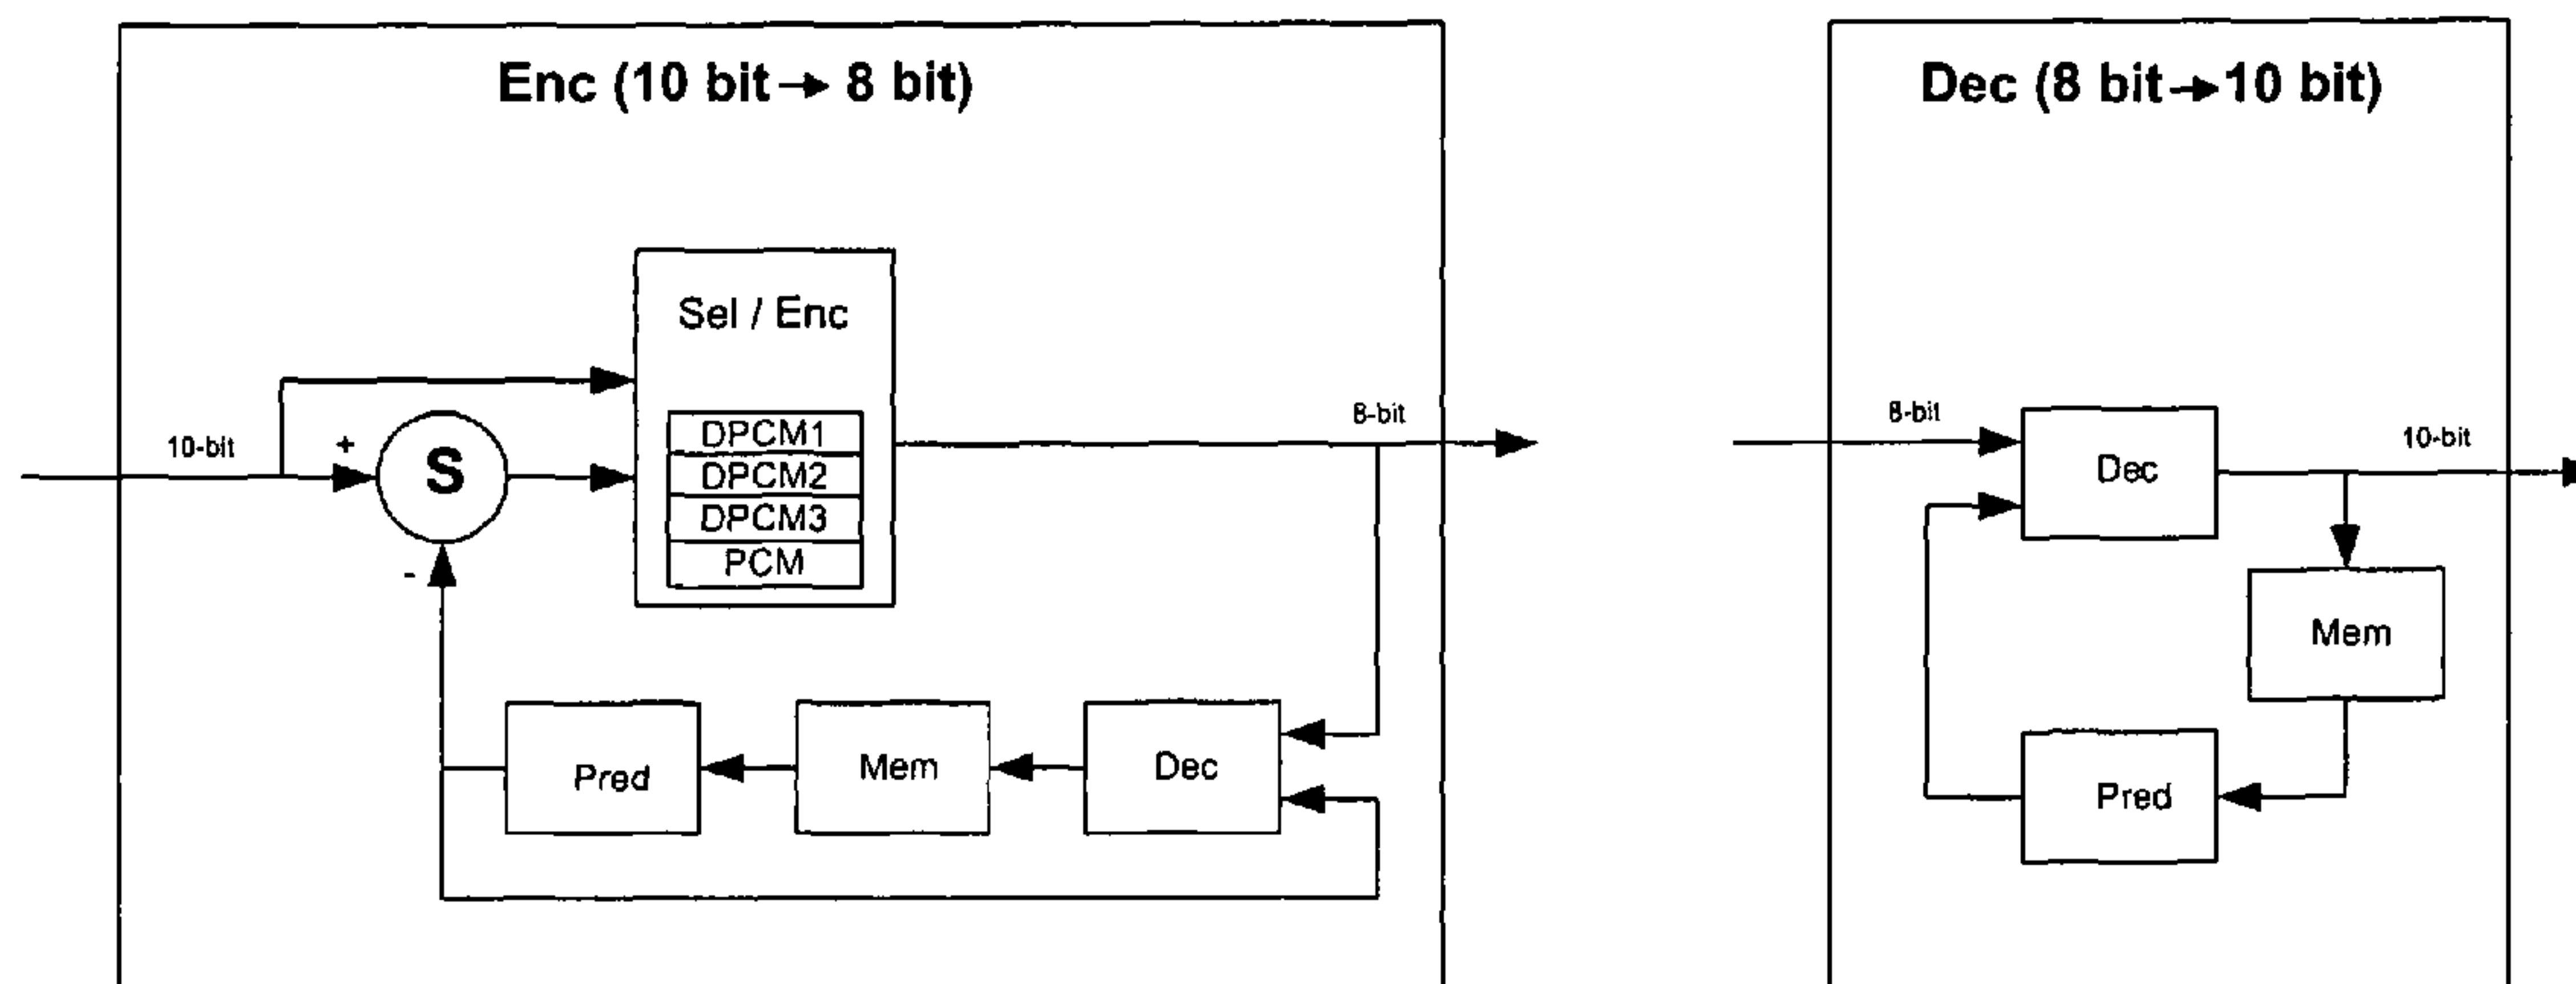 Enc (10 bit→ 8 bit)
Sel / Enc
10-bit
+
S
-
DPCM1
DPCM2
DPCM3
PCM
8-bit
Pred
Mem
Dec
Dec (8 bit→10 bit)
8-bit
Dec
10-bit
Mem
Pred